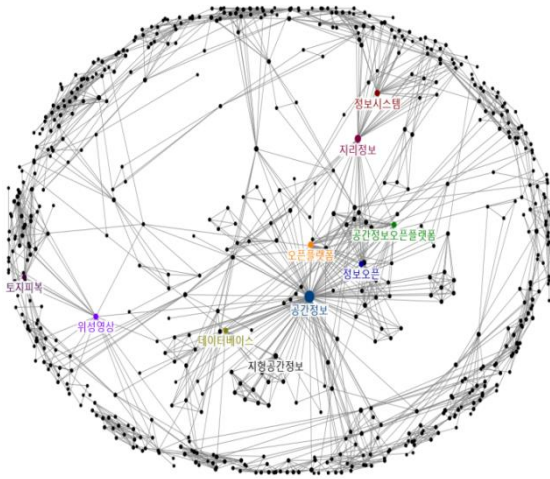 정보시스템
지리정보
공간정보오픈플랫폼
오픈플랫폼
정보오픈
토지피복
공간정보
위성영상
데이터베이스
지형공간정보